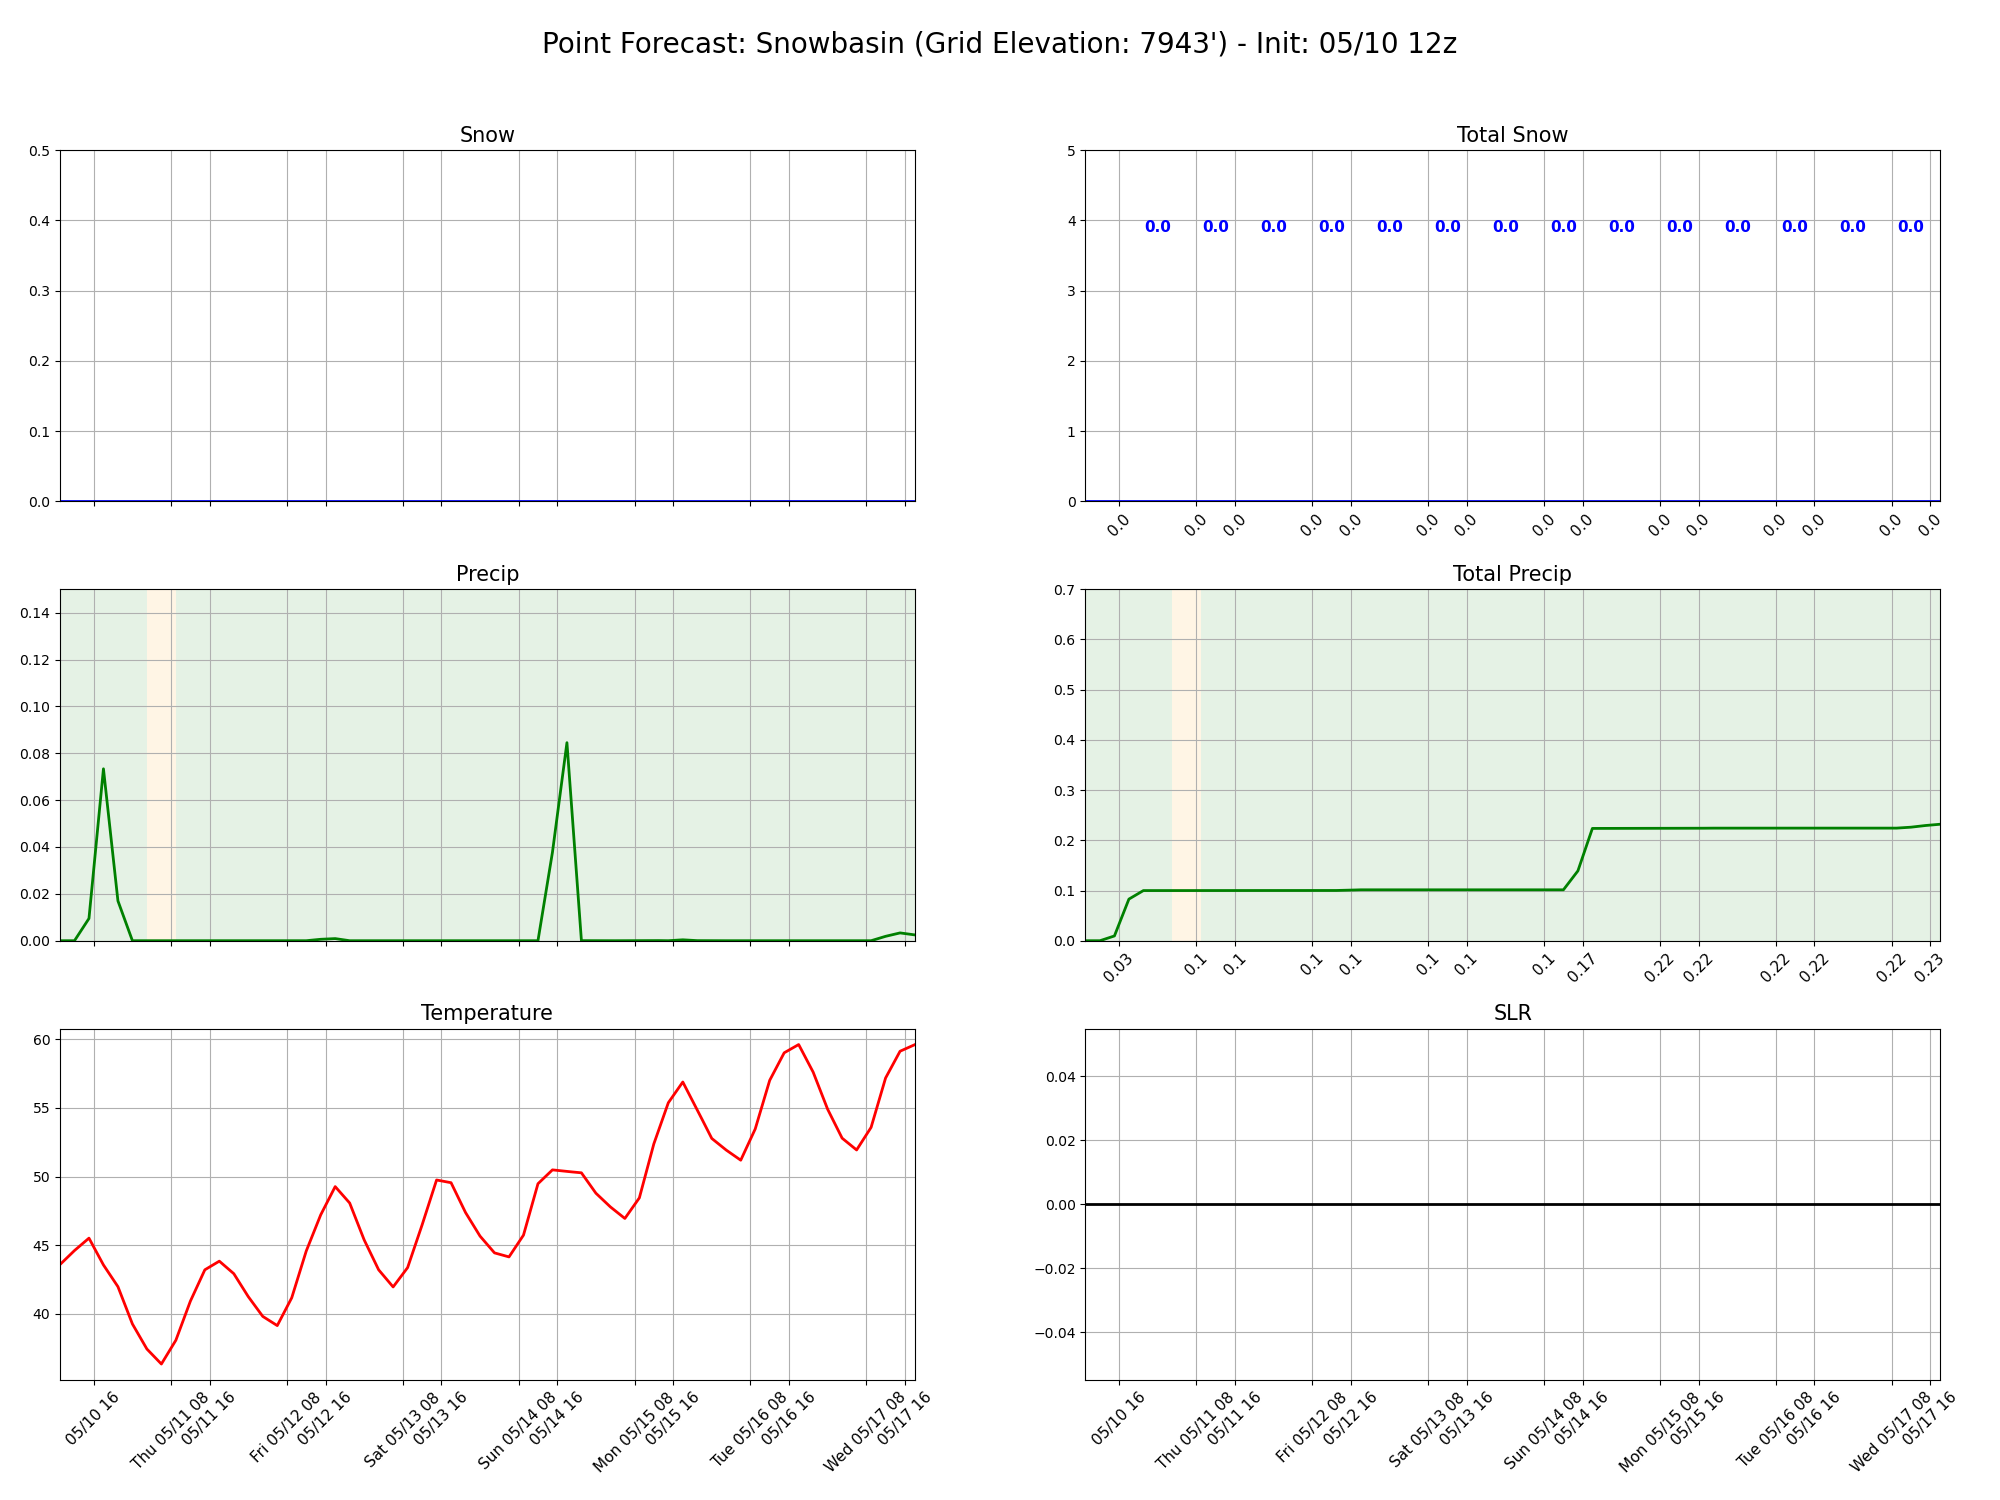 Point Forecast: Snowbasin (Grid Elevation: 7943') - Init: 05/10 12z
Snow
0.5
0.4
0.3
0.2
0.1
0.0
Total Snow
5
4
3
2
1
0
0.0 0.0 0.0 0.0 0.0 0.0 0.0 0.0 0.0 0.0 0.0 0.0 0.0 0.0
0.0 0.0 0.0 0.0 0.0 0.0 0.0 0.0 0.0 0.0 0.0 0.0 0.0 0.0 0.0
Precip
0.14
0.12
0.10
0.08
0.06
0.04
0.02
0.00
Total Precip
0.7
0.6
0.5
0.4
0.3
0.2
0.1
0.0
0.03 0.1 0.1 0.1 0.1 0.1 0.1 0.1 0.17 0.22 0.22 0.22 0.22 0.22 0.23
Temperature
60
55
50
45
40
05/10 16
Thu 05/11 08
05/11 16
Fri 05/12 08
05/12 16
Sat 05/13 08
05/13 16
Sun 05/14 08
05/14 16
Mon 05/15 08
05/15 16
Tue 05/16 08
05/16 16
Wed 05/17 08
05/17 16
SLR
0.04
0.02
0.00
−0.02
−0.04
05/10 16
Thu 05/11 08
05/11 16
Fri 05/12 08
05/12 16
Sat 05/13 08
05/13 16
Sun 05/14 08
05/14 16
Mon 05/15 08
05/15 16
Tue 05/16 08
05/16 16
Wed 05/17 08
05/17 16